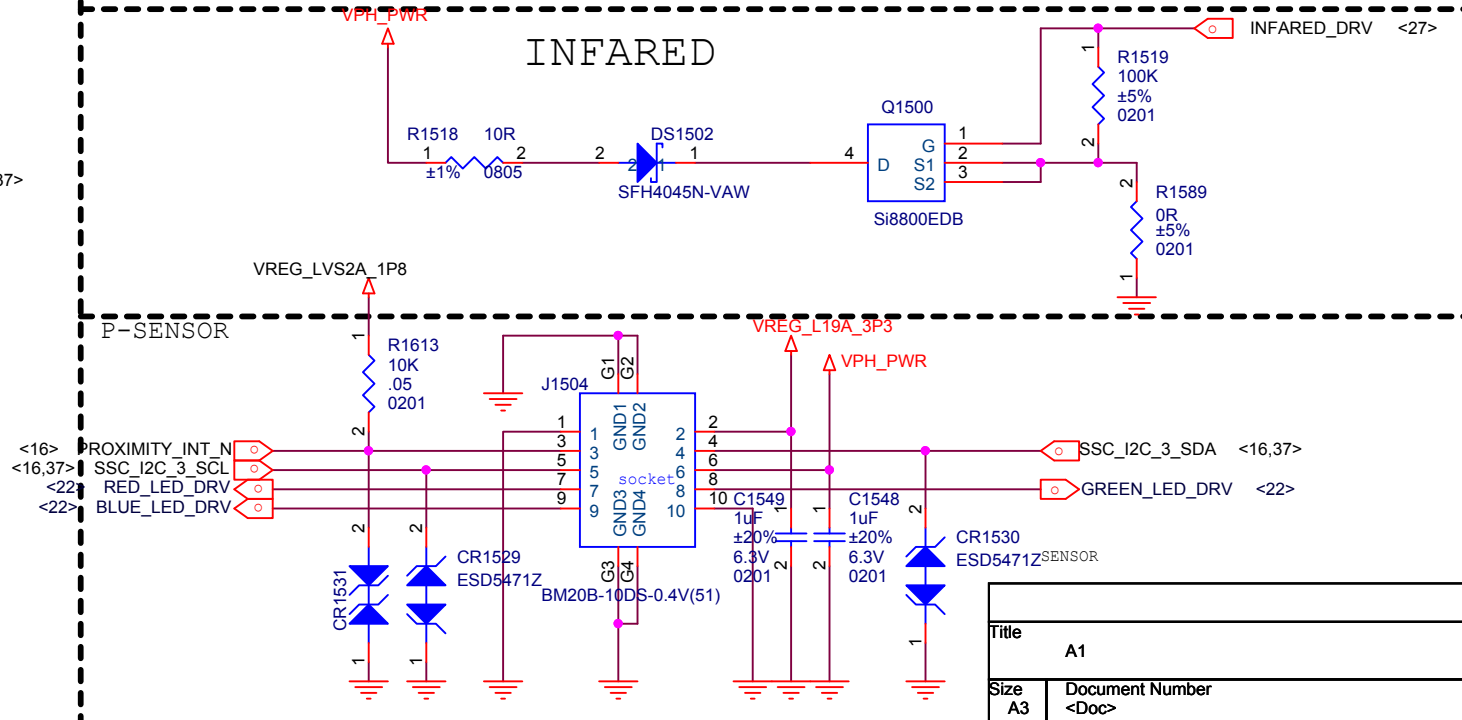 VPH_PWR
INFARED
INFARED_DRV <27>
1
R1519
100K
±5%
0201
2
Q1500
R1518 10R
1 2
±1% 0805
DS1502
2 2 1 1
SFH4045N-VAW
4 D
G 1
S1 2
S2 3
Si8800EDB
2
R1589
0R
±5%
0201
1
37>
VREG_LVS2A_1P8
P-SENSOR
1
R1613
10K
.05
0201
2
VREG_L19A_3P3
VPH_PWR
G1
G2
J1504
GND1
GND2
1 1 2 2
3 3 4 4
5 5 6 6
7 7 8 8
9 9 10 10
socket
GND3
GND4
G3
G4
BM20B-10DS-0.4V(51)
<16> PROXIMITY_INT_N
<16,37> SSC_I2C_3_SCL
<22> RED_LED_DRV
<22> BLUE_LED_DRV
SSC_I2C_3_SDA <16,37>
GREEN_LED_DRV <22>
C1549
1uF
±20%
6.3V
0201
1
2
C1548
1uF
±20%
6.3V
0201
1
2
2
CR1531
1
2
CR1529
ESD5471Z
1
2
CR1530
ESD5471Z
SENSOR
1
Title
A1
Size
A3
Document Number
<Doc>